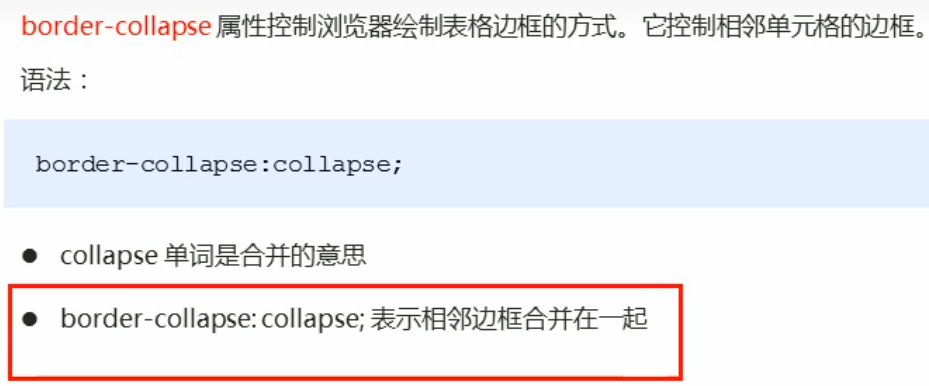 border-collapse 属性控制浏览器绘制表格边框的方式。它控制相邻单元格的边框。
语法：
border-collapse:collapse;
● collapse 单词是合并的意思
● border-collapse: collapse; 表示相邻边框合并在一起